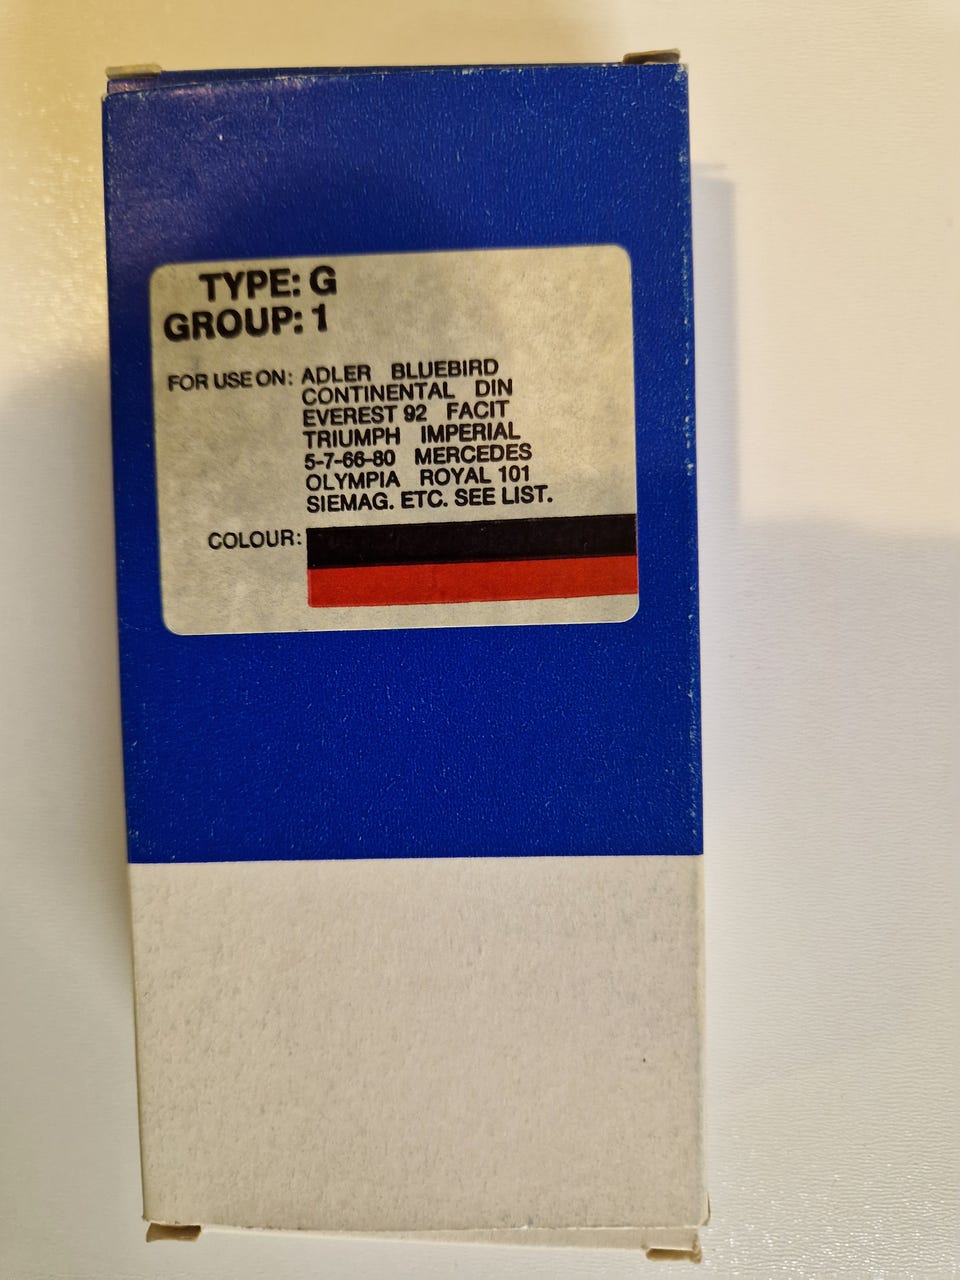 TYPE: G
GROUP: 1
FOR USE ON: ADLER BLUEBIRD
CONTINENTAL DIN
EVEREST 92 FACIT
TRIUMPH IMPERIAL
5-7-66-80 MERCEDES
OLYMPIA ROYAL 101
SIEMAG. ETC. SEE LIST.
COLOUR: